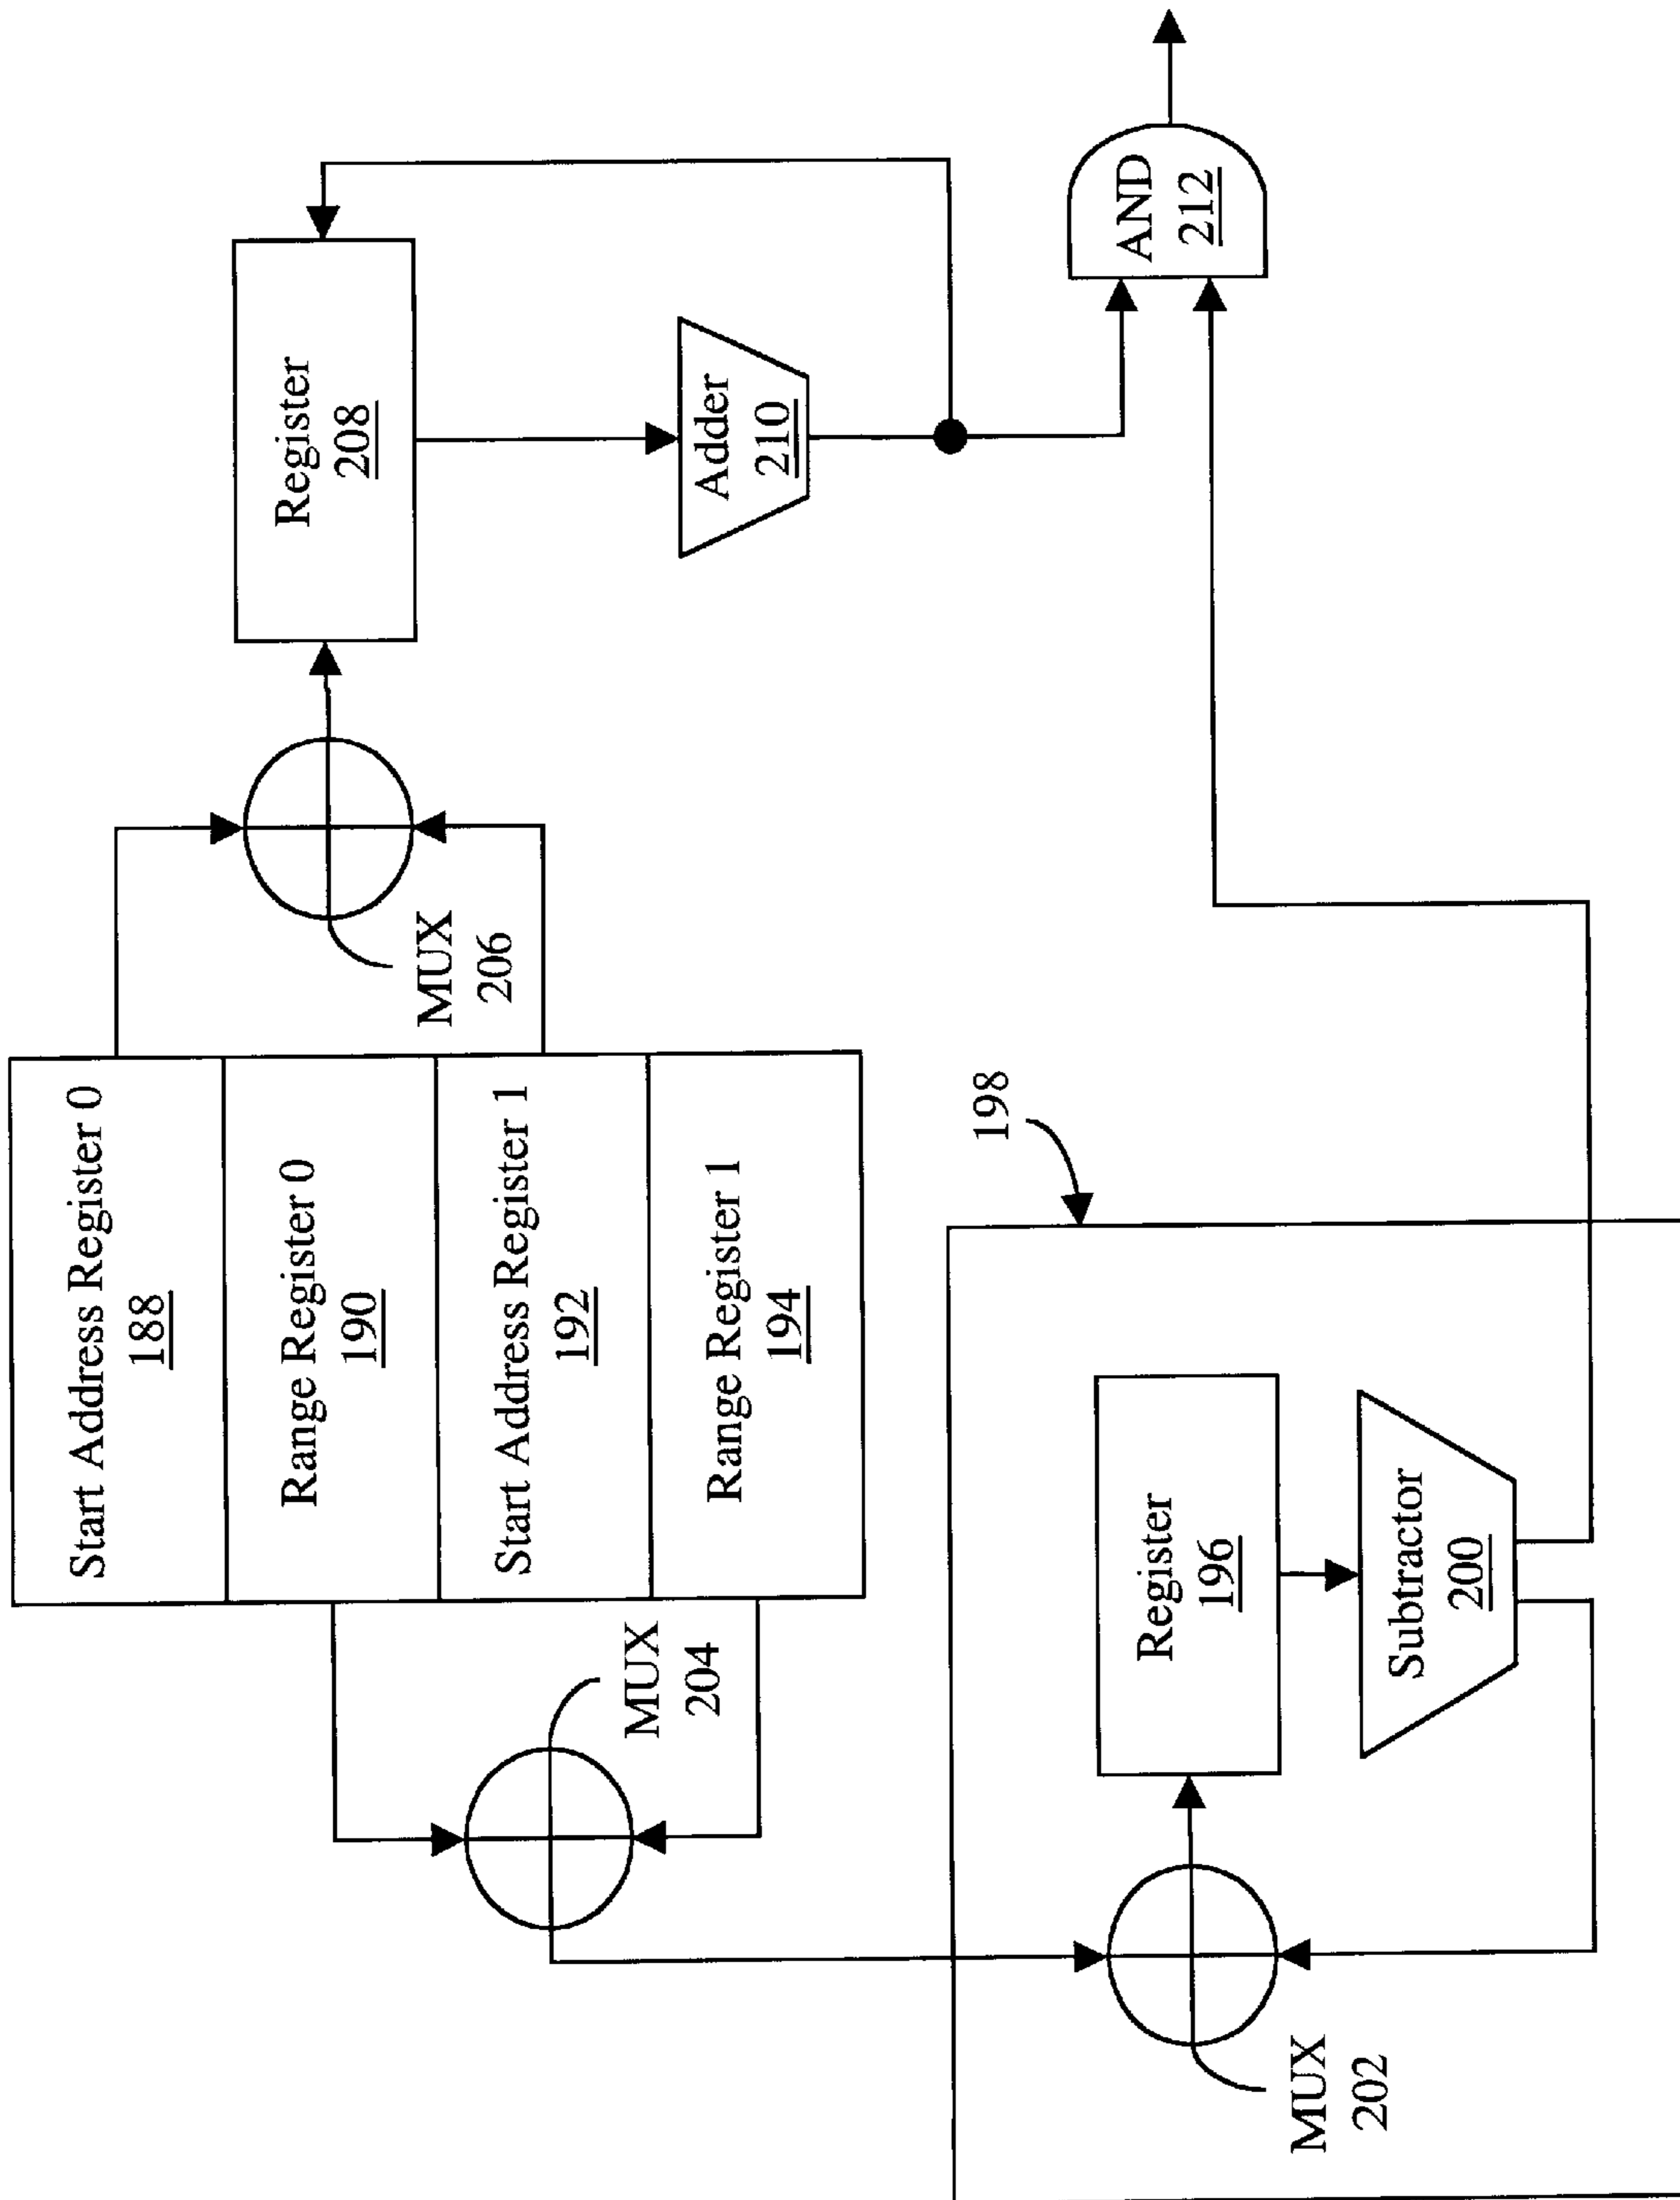 Start Address Register 0
188
Range Register 0
190
Start Address Register 1
192
Range Register 1
194
MUX
204
MUX
206
Register
208
Adder
210
AND
212
198
MUX
202
Register
196
Subtractor
200